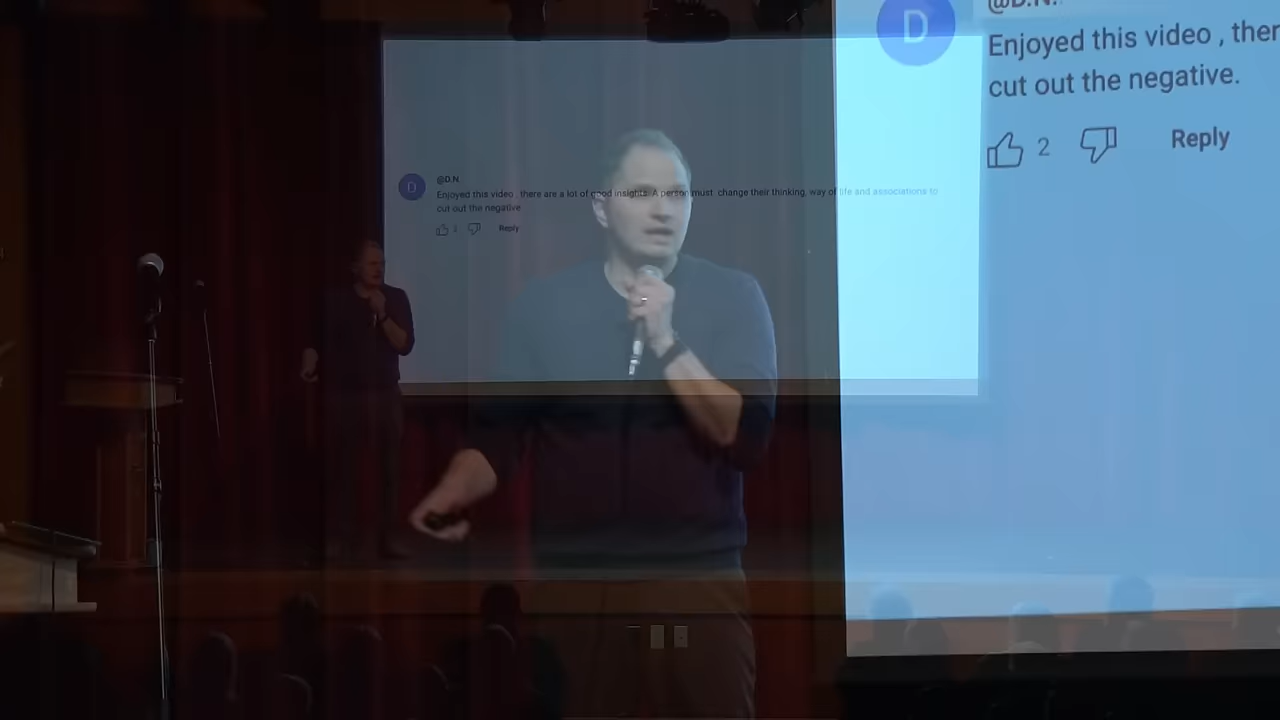 D
@D.N.
Enjoyed this video , ther
cut out the negative.
2
Reply
D
@D.N
Enjoyed this video , there are a lot of good insights. A person must change their thinking, way of life and associations to
cut out the negative
Reply